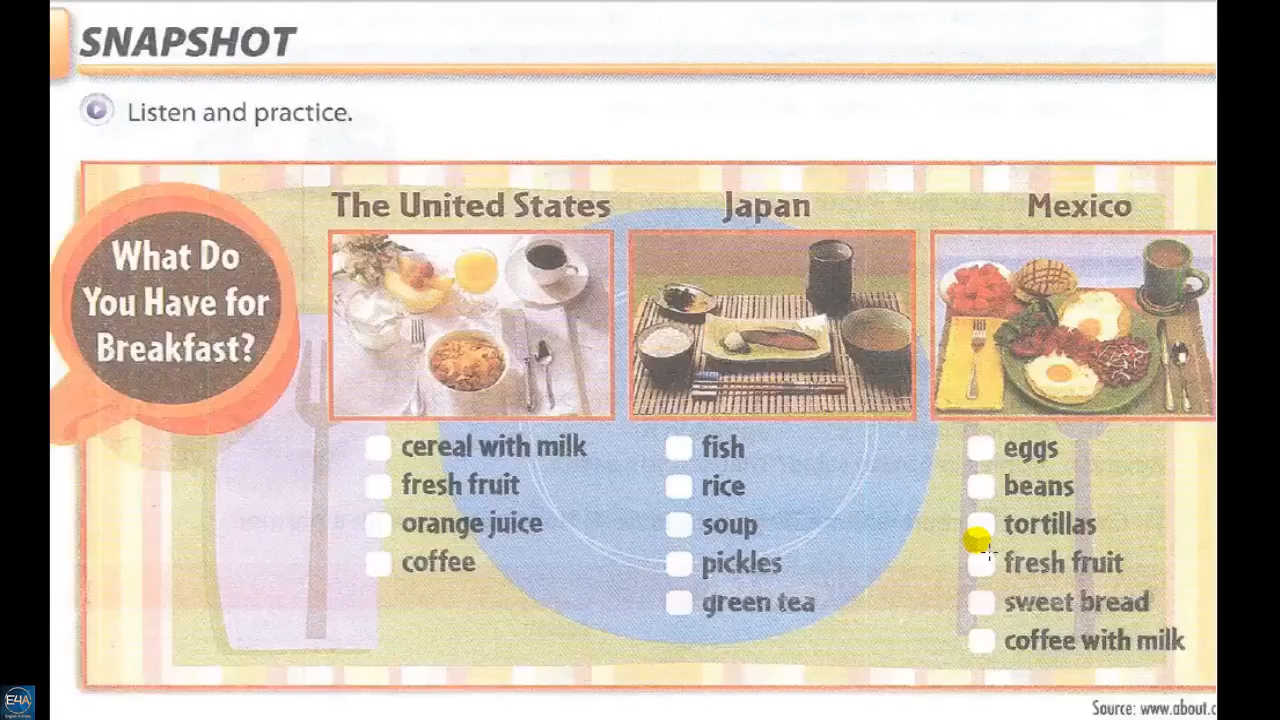 SNAPSHOT
Listen and practice.
What Do
You Have for
Breakfast?
The United States
cereal with milk
fresh fruit
orange juice
coffee
Japan
fish
rice
soup
pickles
green tea
Mexico
eggs
beans
tortillas
fresh fruit
sweet bread
coffee with milk
Source: www.about.c
E4A